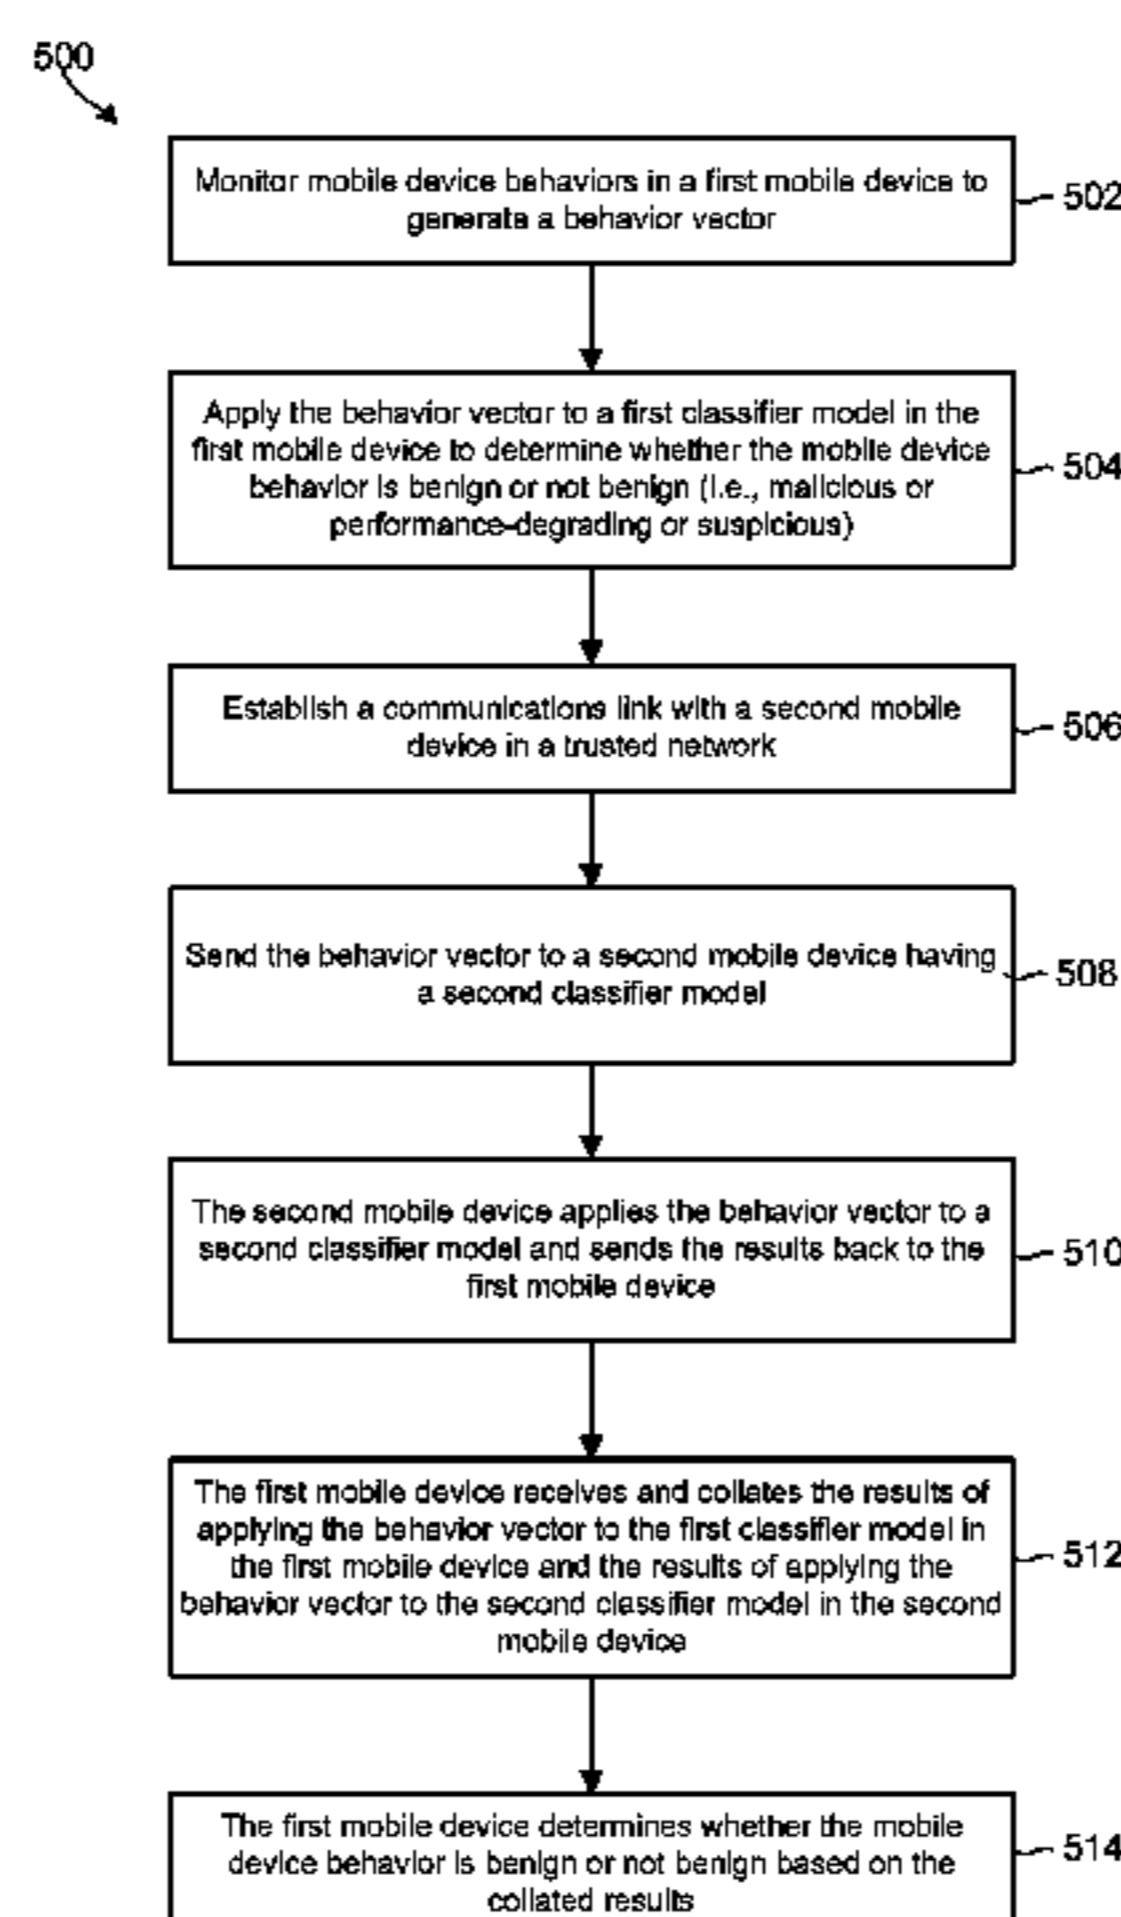 500
Monitor mobile device behaviors in a first mobile device to
generate a behavior vector
502
Apply the behavior vector to a first classifier model in the
first mobile device to determine whether the mobile device
behavior is benign or not benign (i.e., malicious or
performance-degrading or suspicious)
504
Establish a communications link with a second mobile
device in a trusted network
506
Send the behavior vector to a second mobile device having
a second classifier model
508
The second mobile device applies the behavior vector to a
second classifier model and sends the results back to the
first mobile device
510
The first mobile device receives and collates the results of
applying the behavior vector to the first classifier model in
the first mobile device and the results of applying the
behavior vector to the second classifier model in the second
mobile device
512
The first mobile device determines whether the mobile
device behavior is benign or not benign based on the
collated results
514